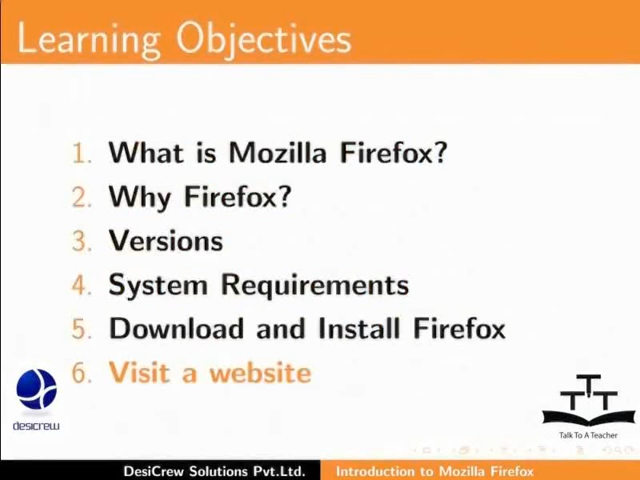 Learning Objectives
1. What is Mozilla Firefox?
2. Why Firefox?
3. Versions
4. System Requirements
5. Download and Install Firefox
6. Visit a website
desicrew
T T T
Talk To A Teacher
DesiCrew Solutions Pvt.Ltd. Introduction to Mozilla Firefox